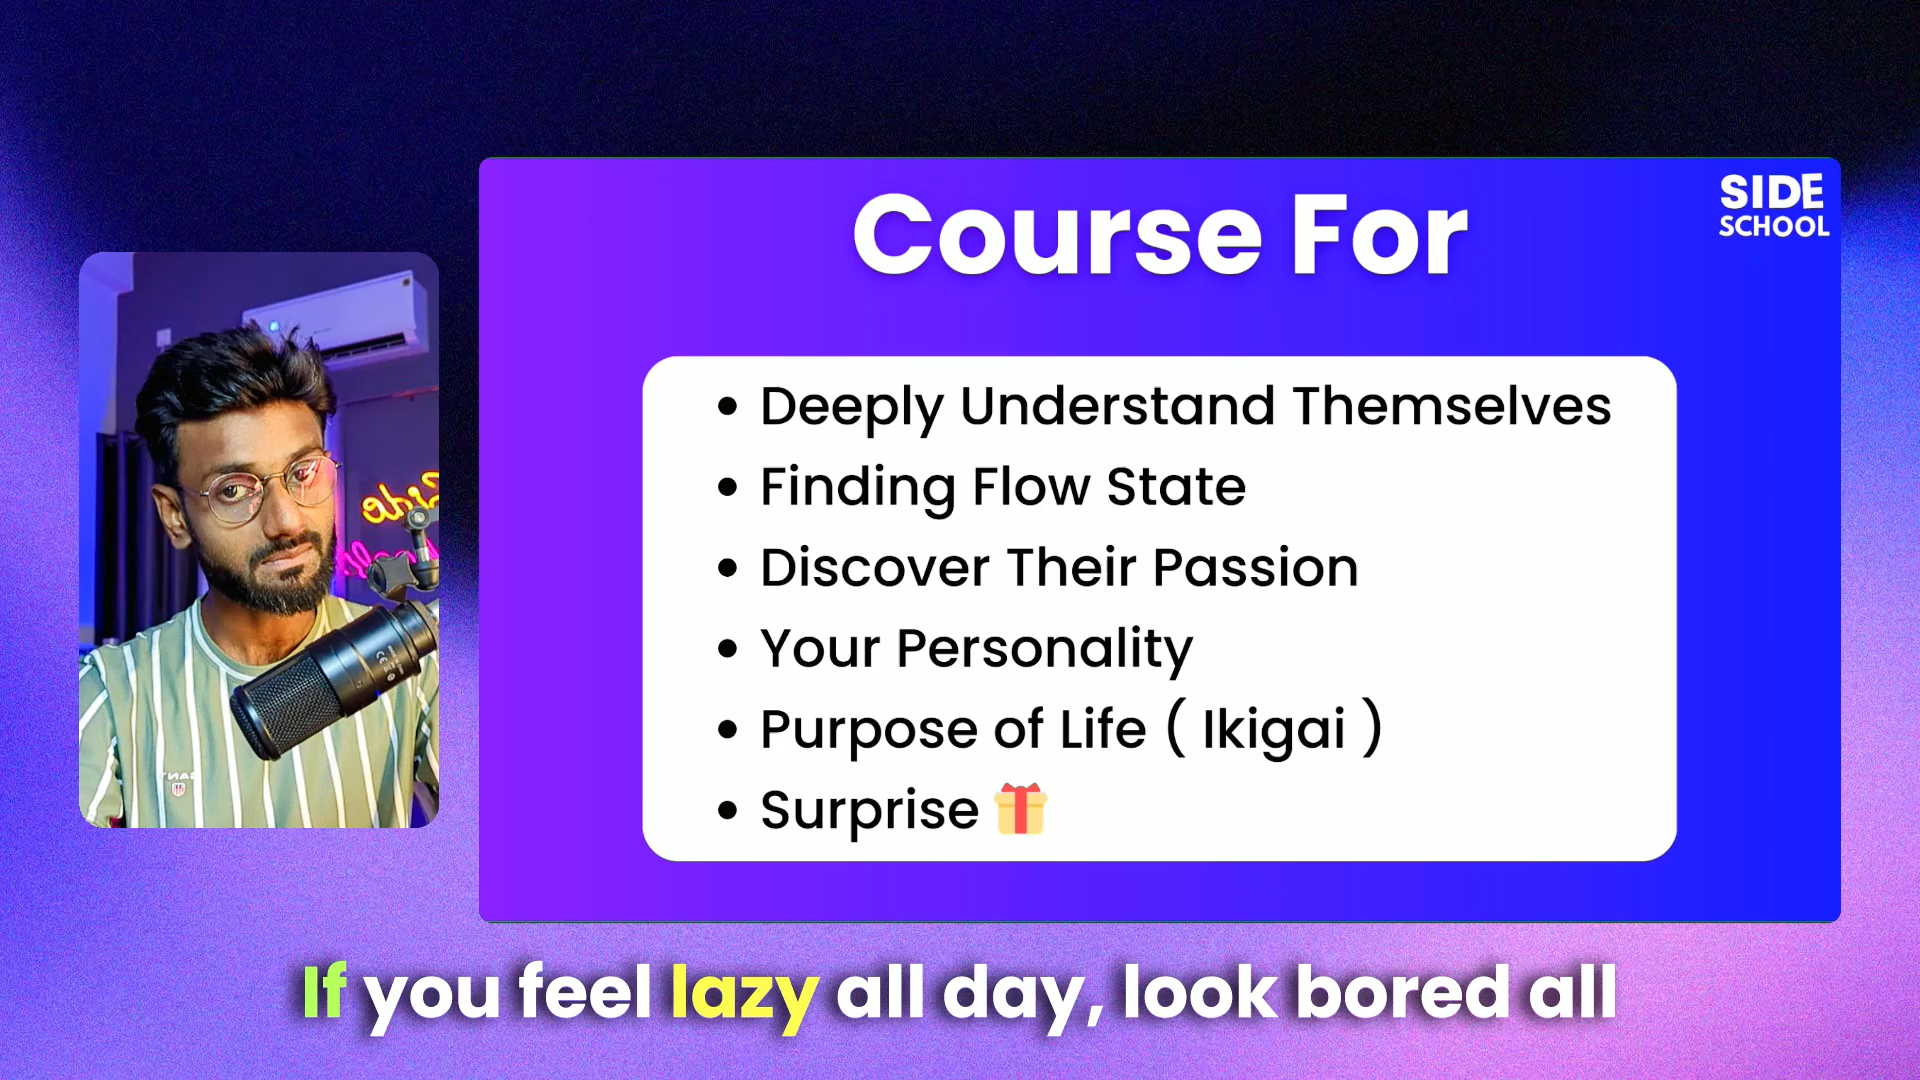 Course For
SIDE
SCHOOL
• Deeply Understand Themselves
• Finding Flow State
• Discover Their Passion
• Your Personality
• Purpose of Life ( Ikigai )
• Surprise 🎁
If you feel lazy all day, look bored all